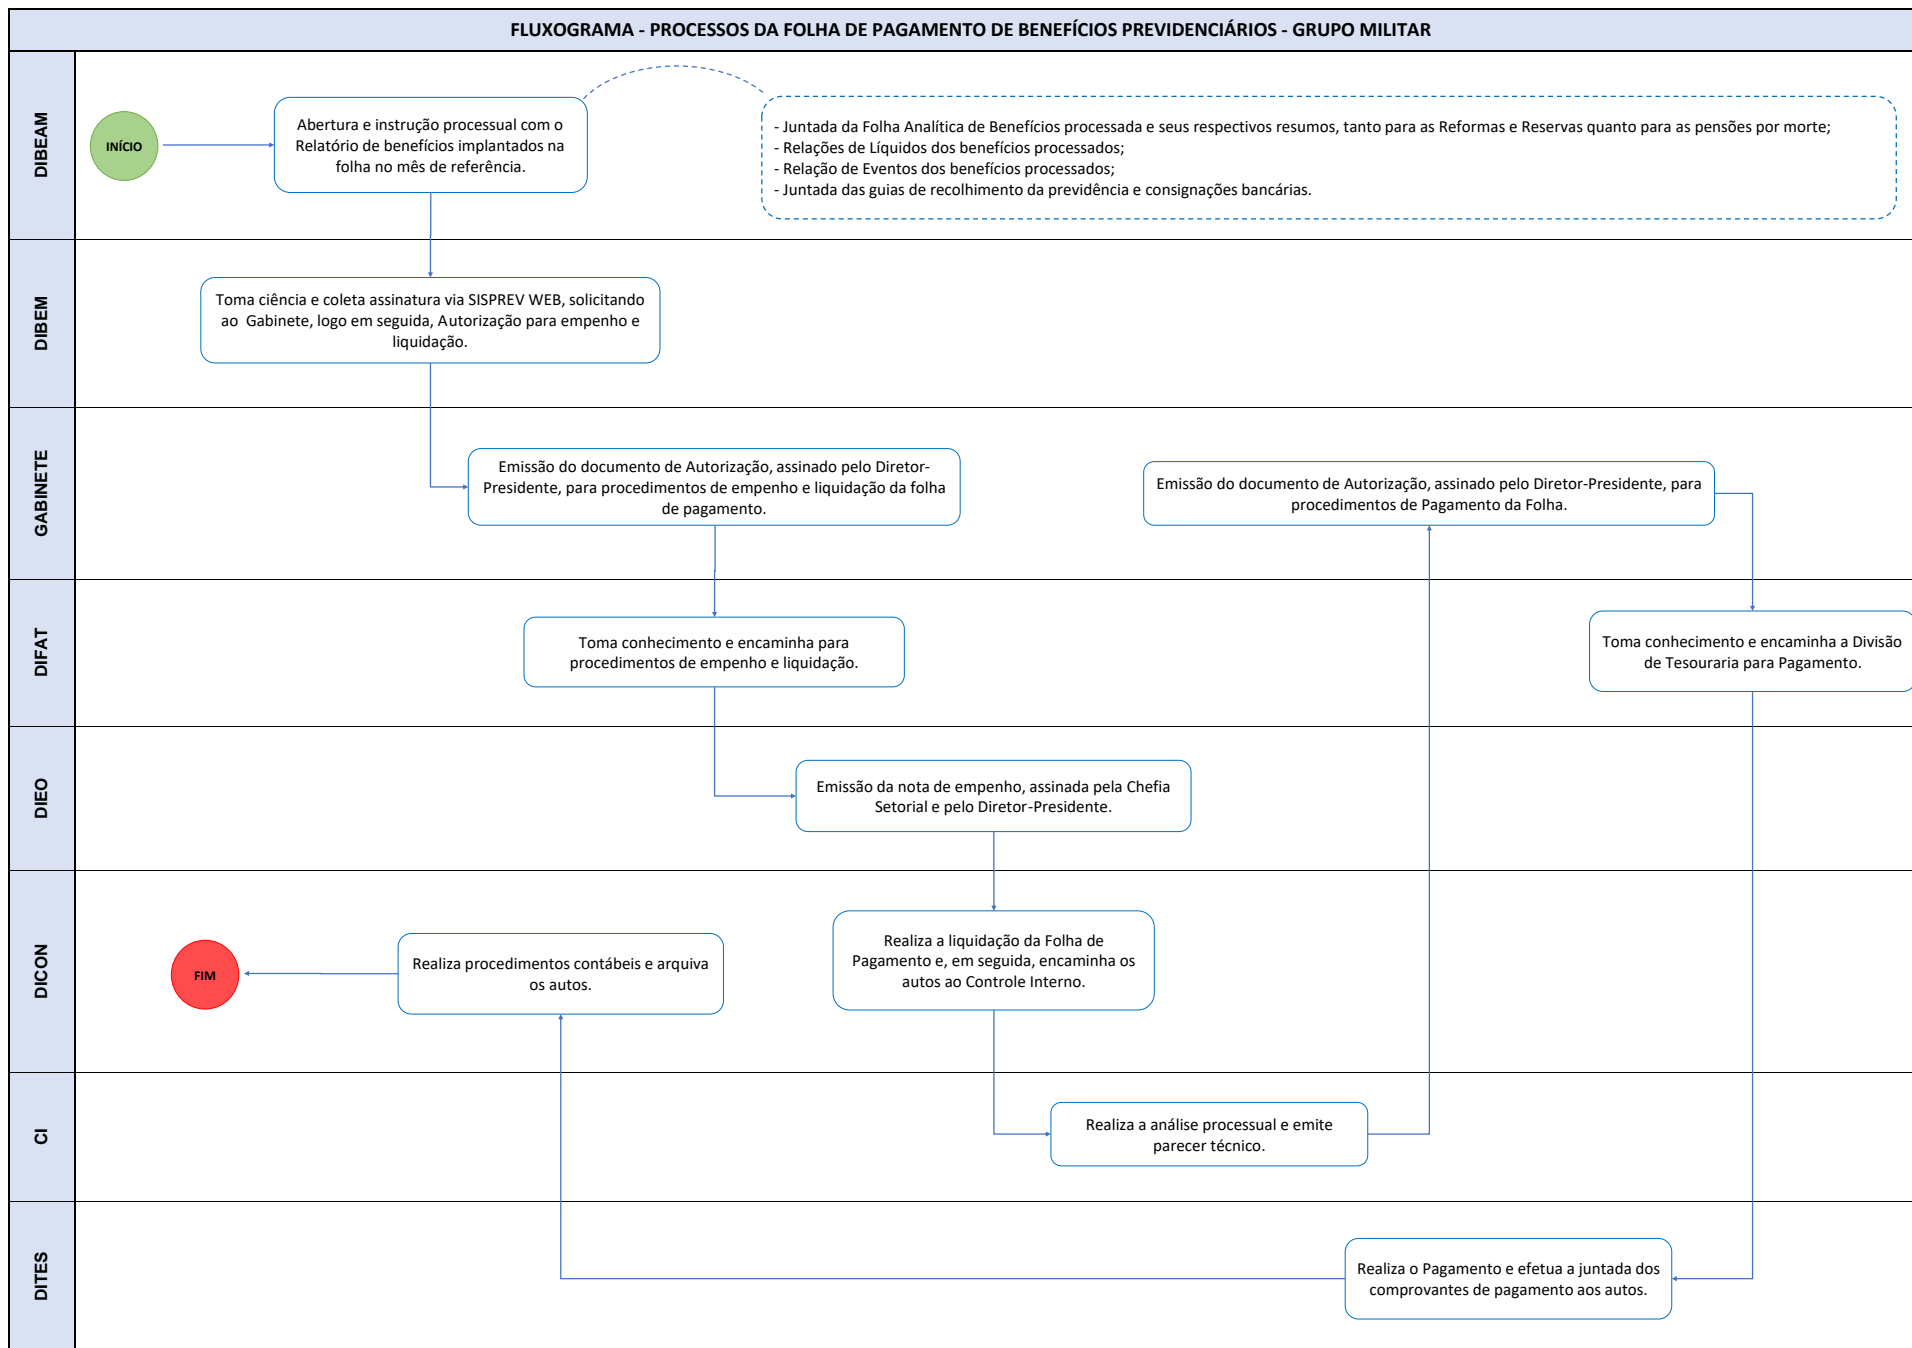 FLUXOGRAMA - PROCESSOS DA FOLHA DE PAGAMENTO DE BENEFÍCIOS PREVIDENCIÁRIOS - GRUPO MILITAR
DIBEAM
INÍCIO
Abertura e instrução processual com o
Relatório de benefícios implantados na
folha no mês de referência.
- Juntada da Folha Analítica de Benefícios processada e seus respectivos resumos, tanto para as Reformas e Reservas quanto para as pensões por morte;
- Relações de Líquidos dos benefícios processados;
- Relação de Eventos dos benefícios processados;
- Juntada das guias de recolhimento da previdência e consignações bancárias.
DIBEM
Toma ciência e coleta assinatura via SISPREV WEB, solicitando
ao Gabinete, logo em seguida, Autorização para empenho e
liquidação.
GABINETE
Emissão do documento de Autorização, assinado pelo Diretor-
Presidente, para procedimentos de empenho e liquidação da folha
de pagamento.
Emissão do documento de Autorização, assinado pelo Diretor-Presidente, para
procedimentos de Pagamento da Folha.
DIFAT
Toma conhecimento e encaminha para
procedimentos de empenho e liquidação.
Toma conhecimento e encaminha a Divisão
de Tesouraria para Pagamento.
DIEO
Emissão da nota de empenho, assinada pela Chefia
Setorial e pelo Diretor-Presidente.
DICON
FIM
Realiza procedimentos contábeis e arquiva
os autos.
Realiza a liquidação da Folha de
Pagamento e, em seguida, encaminha os
autos ao Controle Interno.
CI
Realiza a análise processual e emite
parecer técnico.
DITES
Realiza o Pagamento e efetua a juntada dos
comprovantes de pagamento aos autos.